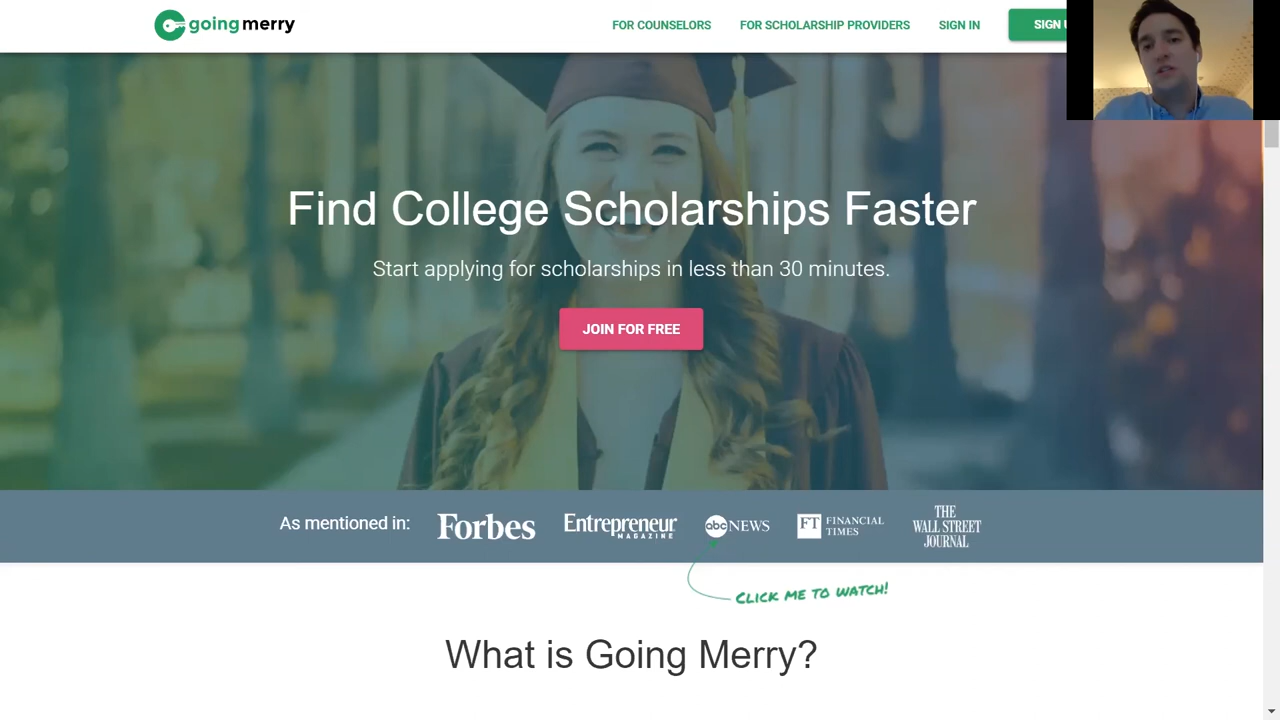 going merry
FOR COUNSELORS
FOR SCHOLARSHIP PROVIDERS
SIGN IN
SIGN
Find College Scholarships Faster
Start applying for scholarships in less than 30 minutes.
JOIN FOR FREE
As mentioned in:
Forbes
Entrepreneur
MAGAZINE
abc NEWS
FT FINANCIAL
TIMES
THE
WALL STREET
JOURNAL
CLICK ME TO WATCH!
What is Going Merry?